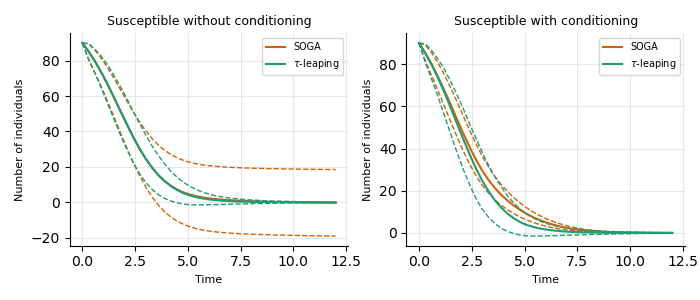 Susceptible without conditioning
SOGA
τ-leaping
Number of individuals
80
60
40
20
0
−20
0.0
2.5
5.0
7.5
10.0
12.5
Time
Susceptible with conditioning
SOGA
τ-leaping
Number of individuals
80
60
40
20
0
0.0
2.5
5.0
7.5
10.0
12.5
Time